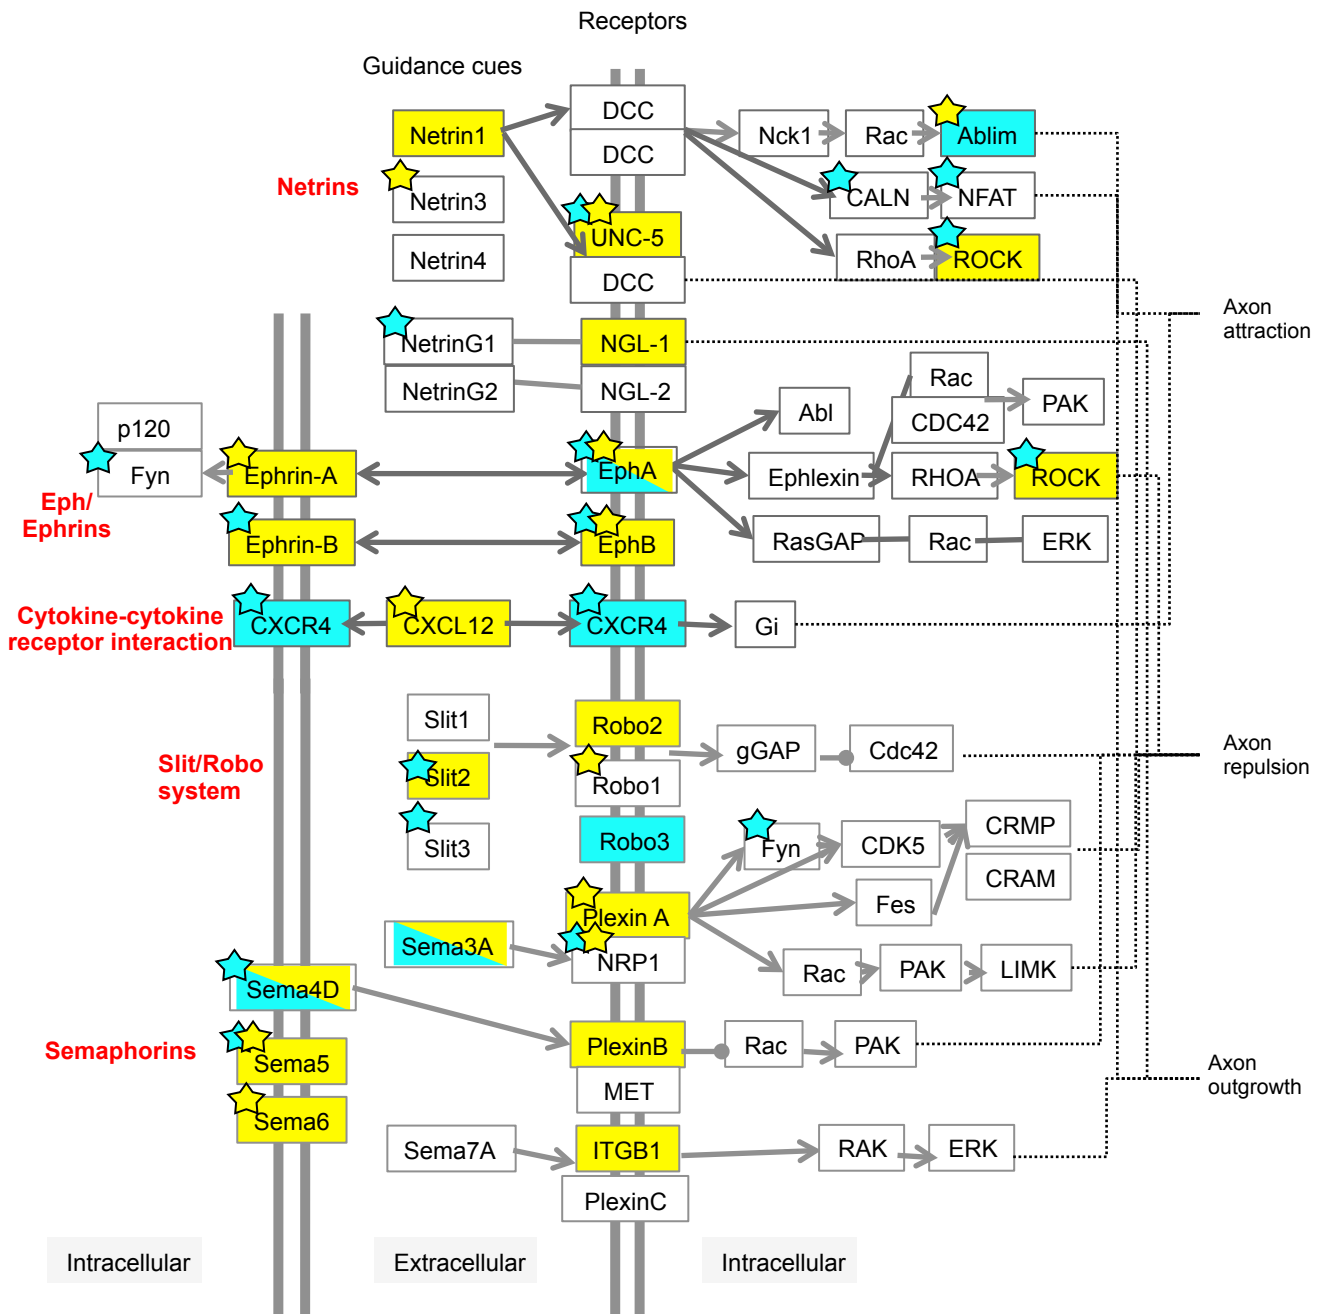 Receptors
Guidance cues
DCC
Netrin1
Nck1
Rac
Ablim
DCC
Netrins
Netrin3
CALN
NFAT
UNC-5
Netrin4
RhoA
ROCK
DCC
Axon
attraction
NetrinG1
NGL-1
NetrinG2
NGL-2
Rac
PAK
Abl
CDC42
p120
Fyn
Ephrin-A
EphA
Ephlexin
RHOA
ROCK
Eph/
Ephrins
Ephrin-B
EphB
RasGAP
Rac
ERK
Cytokine-cytokine
receptor interaction
CXCR4
CXCL12
CXCR4
Gi
Slit1
Robo2
gGAP
Cdc42
Axon
repulsion
Slit/Robo
system
Slit2
Robo1
Slit3
Robo3
Fyn
CDK5
CRMP
CRAM
Plexin A
Fes
Sema3A
NRP1
Rac
PAK
LIMK
Sema4D
Semaphorins
Sema5
PlexinB
Rac
PAK
MET
Axon
outgrowth
Sema6
Sema7A
ITGB1
RAK
ERK
PlexinC
Intracellular
Extracellular
Intracellular